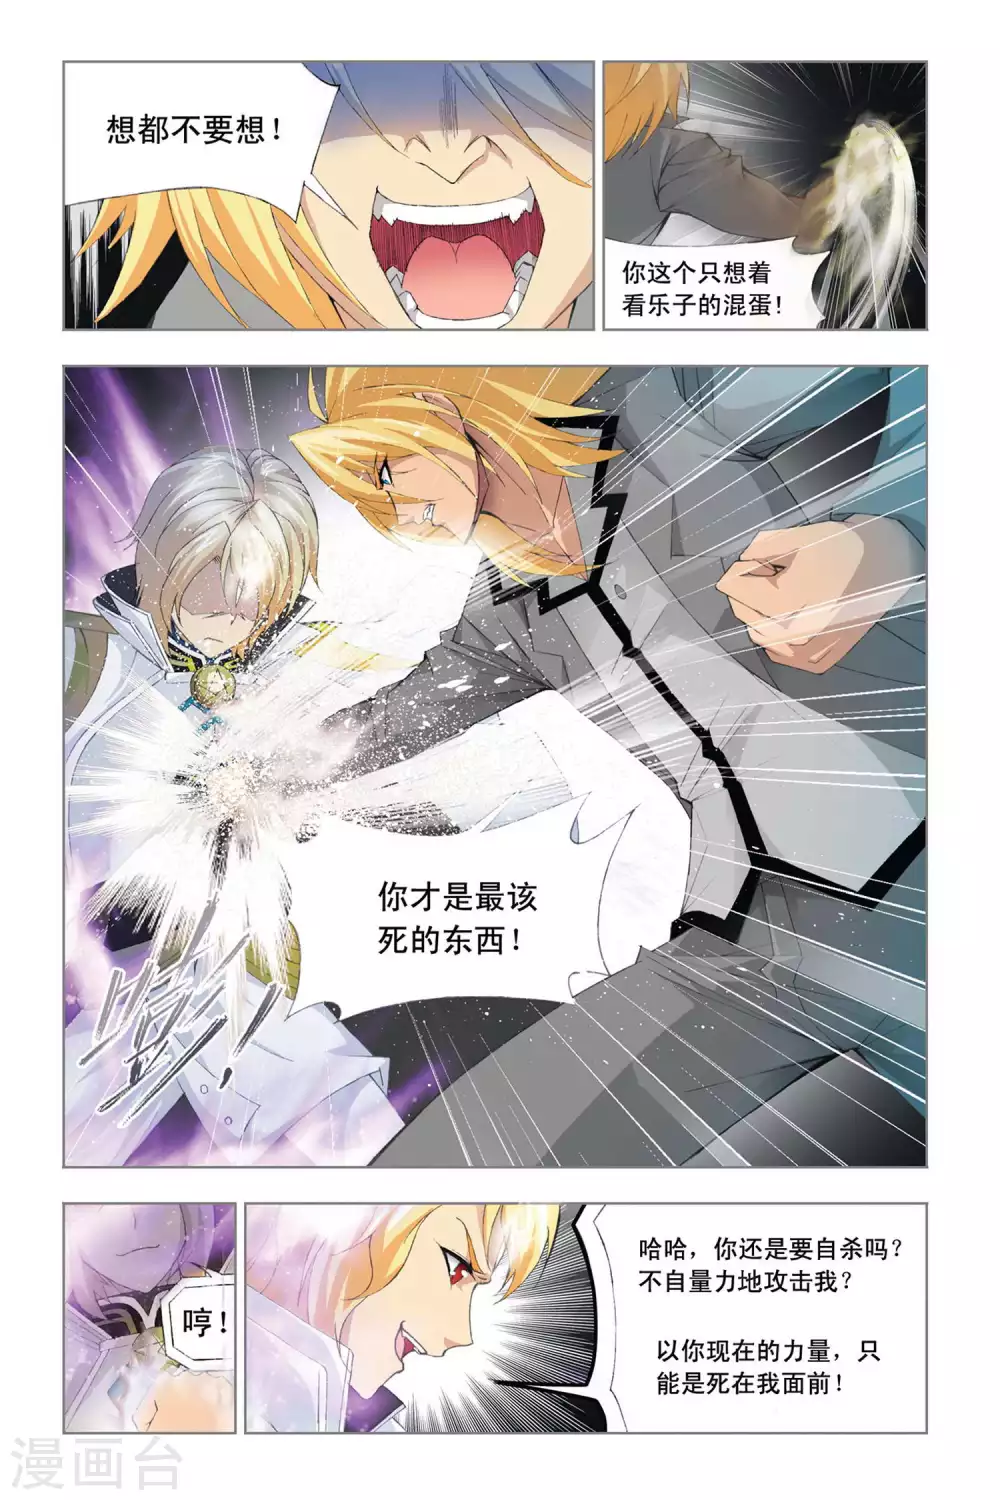 想都不要想！
你这个只想着
看乐子的混蛋！
你才是最该
死的东西！
哼！
哈哈，你还是要自杀吗？
不自量力地攻击我？
以你现在的力量，只
能是死在我面前！
漫画台